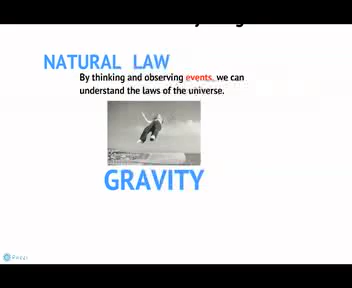 NATURAL LAW
By thinking and observing events, we can
understand the laws of the universe.
GRAVITY
Prezi